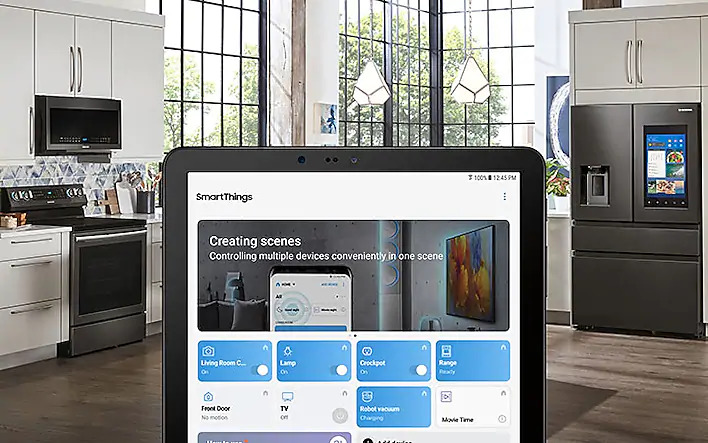 100% 12:45 PM
SmartThings
Creating scenes
Controlling multiple devices conveniently in one scene
HOME
All
Living Room C...
On
Lamp
On
Crockpot
On
Range
Ready
Front Door
No motion
TV
Off
Robot vacuum
Charging
Movie Time
Add device